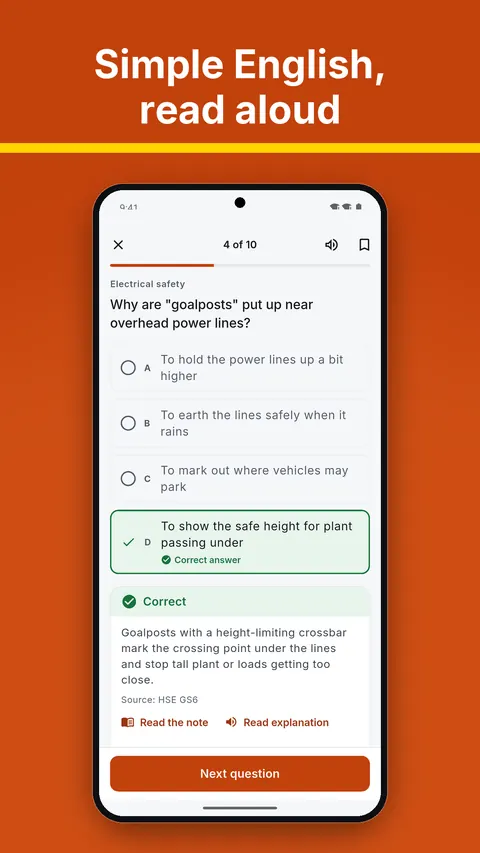 Simple English,
read aloud
9:41
4 of 10
Electrical safety
Why are "goalposts" put up near
overhead power lines?
A
To hold the power lines up a bit
higher
B
To earth the lines safely when it
rains
C
To mark out where vehicles may
park
D
To show the safe height for plant
passing under
Correct answer
Correct
Goalposts with a height-limiting crossbar
mark the crossing point under the lines
and stop tall plant or loads getting too
close.
Source: HSE GS6
Read the note
Read explanation
Next question